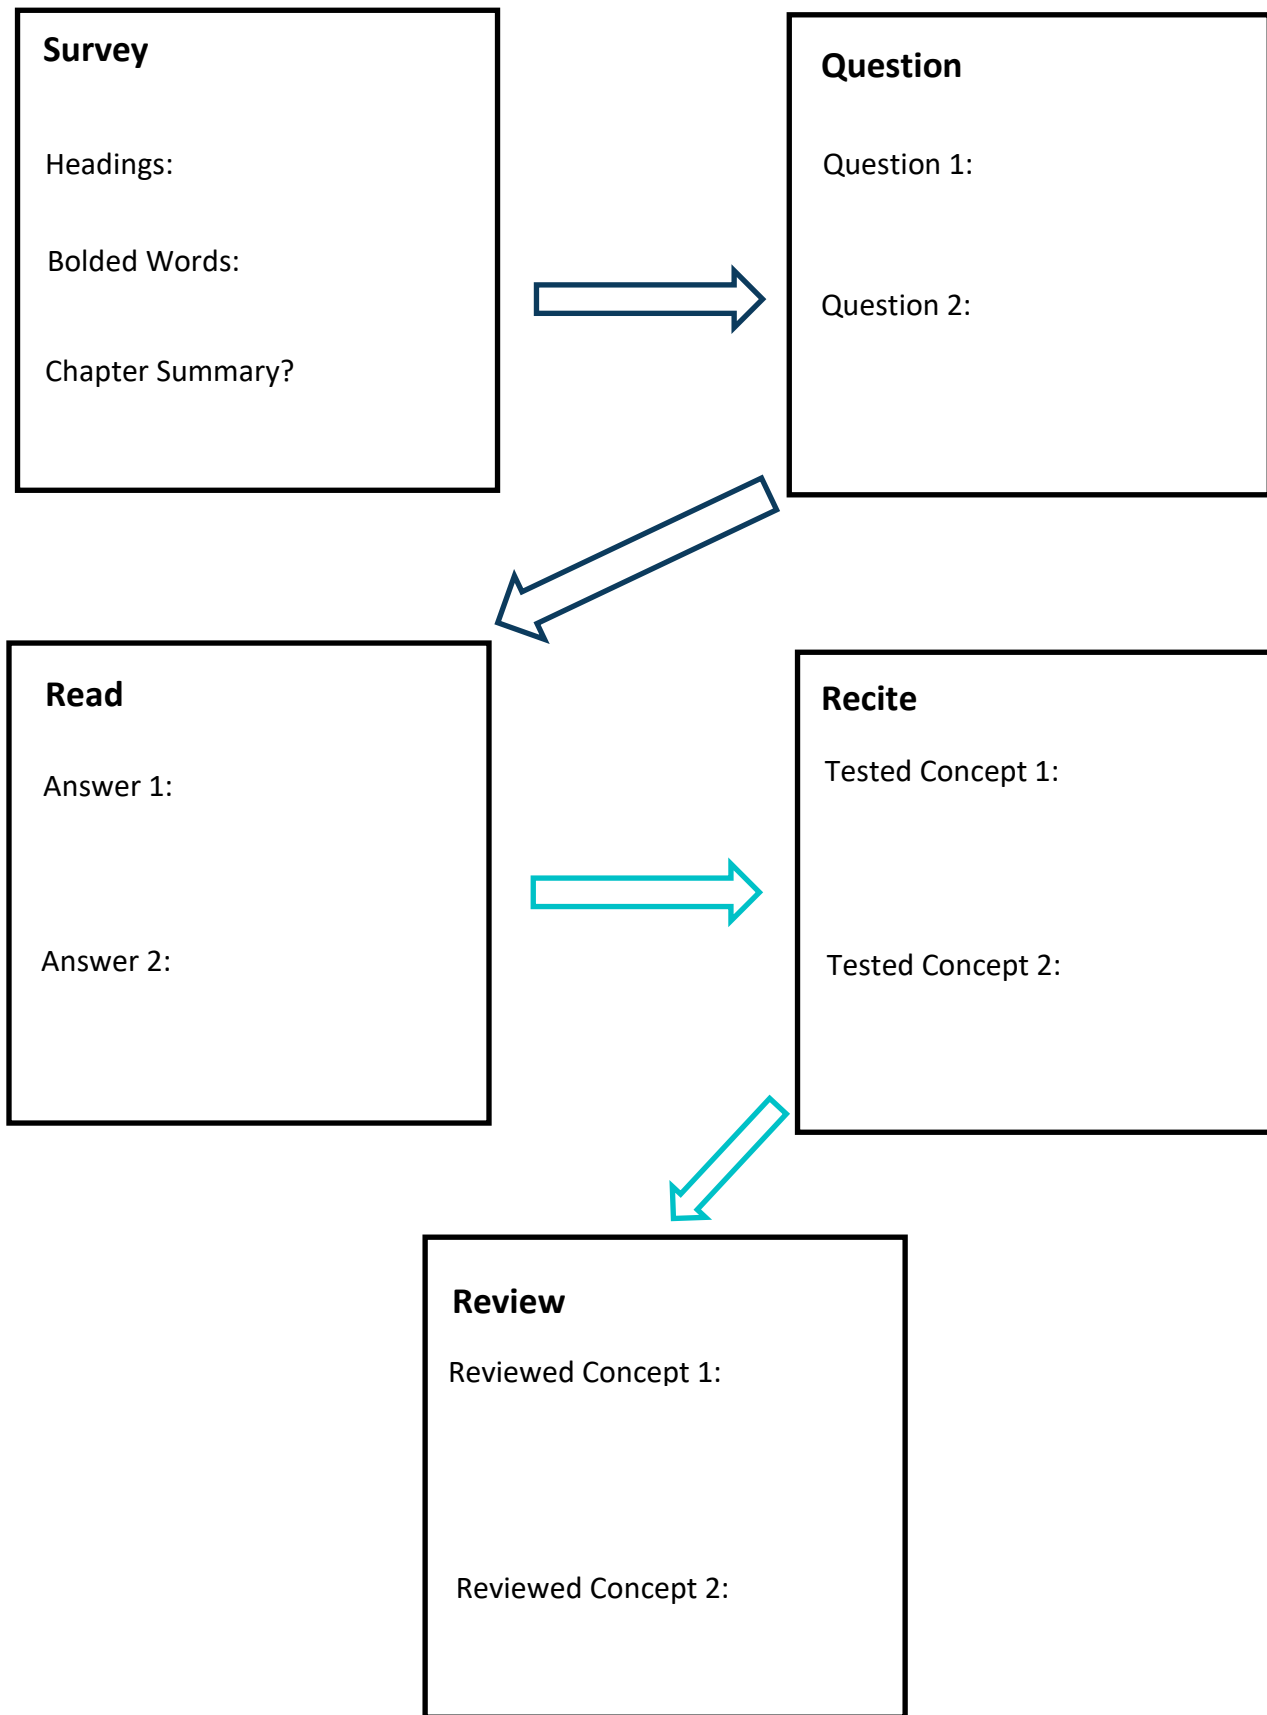 Survey
Headings:
Bolded Words:
Chapter Summary?
Question
Question 1:
Question 2:
Read
Answer 1:
Answer 2:
Recite
Tested Concept 1:
Tested Concept 2:
Review
Reviewed Concept 1:
Reviewed Concept 2: